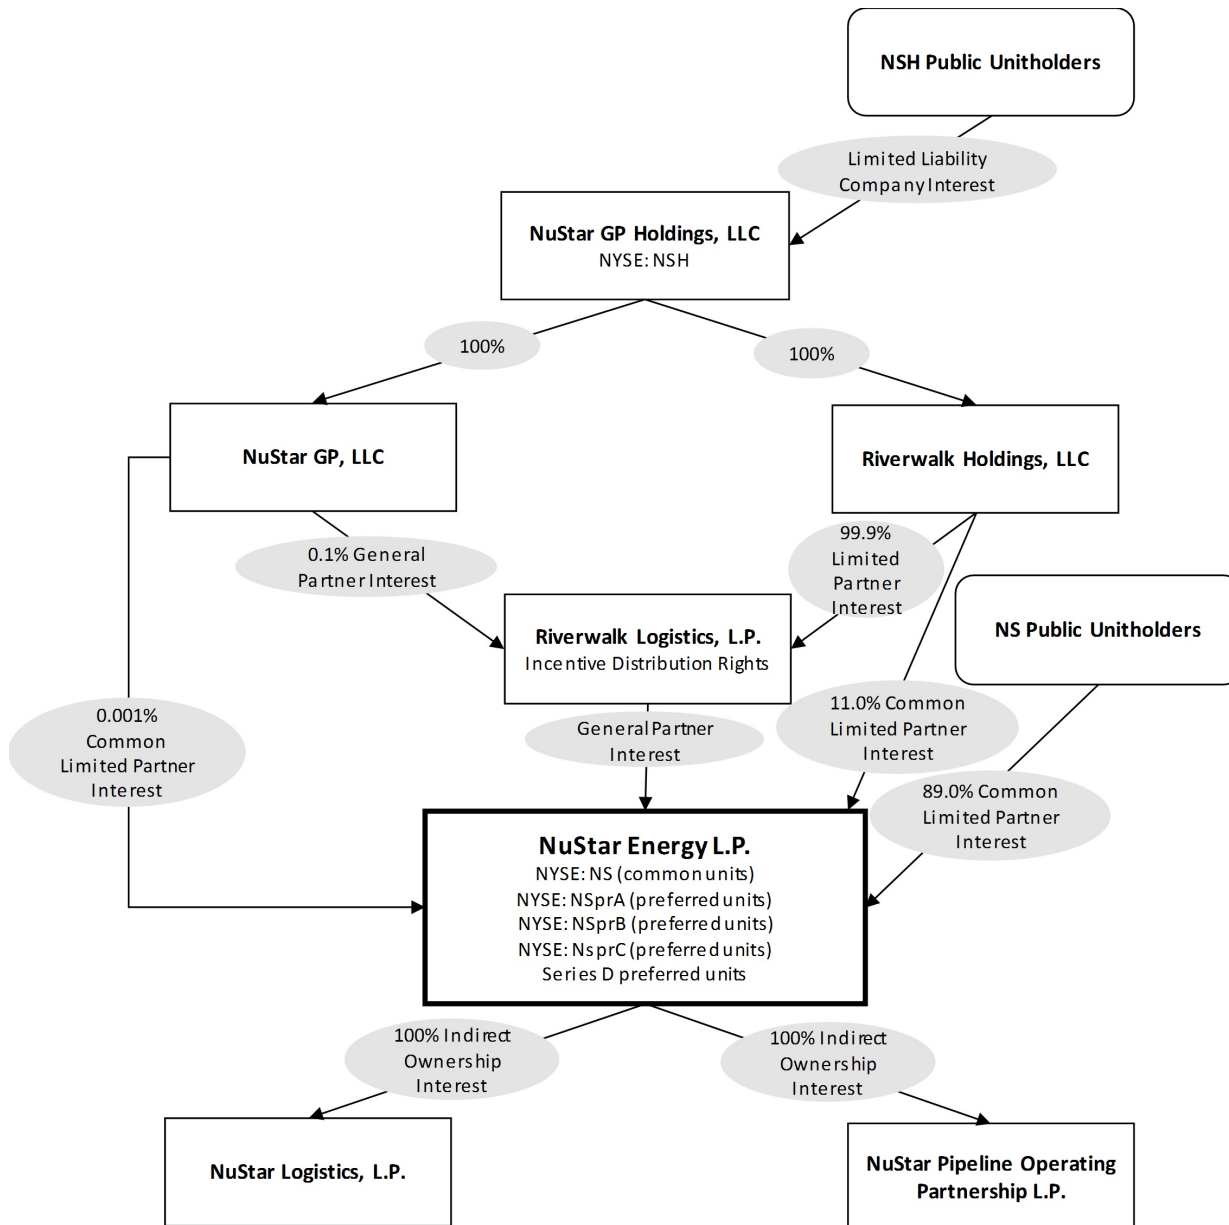 NSH Public Unitholders
Limited Liability
Company Interest
NuStar GP Holdings, LLC
NYSE: NSH
100%
100%
NuStar GP, LLC
Riverwalk Holdings, LLC
0.1% General
Partner Interest
99.9%
Limited
Partner
Interest
NS Public Unitholders
Riverwalk Logistics, L.P.
Incentive Distribution Rights
0.001%
Common
Limited Partner
Interest
General Partner
Interest
11.0% Common
Limited Partner
Interest
89.0% Common
Limited Partner
Interest
NuStar Energy L.P.
NYSE: NS (common units)
NYSE: NSprA (preferred units)
NYSE: NSprB (preferred units)
NYSE: NsprC (preferred units)
Series D preferred units
100% Indirect
Ownership
Interest
100% Indirect
Ownership
Interest
NuStar Logistics, L.P.
NuStar Pipeline Operating
Partnership L.P.